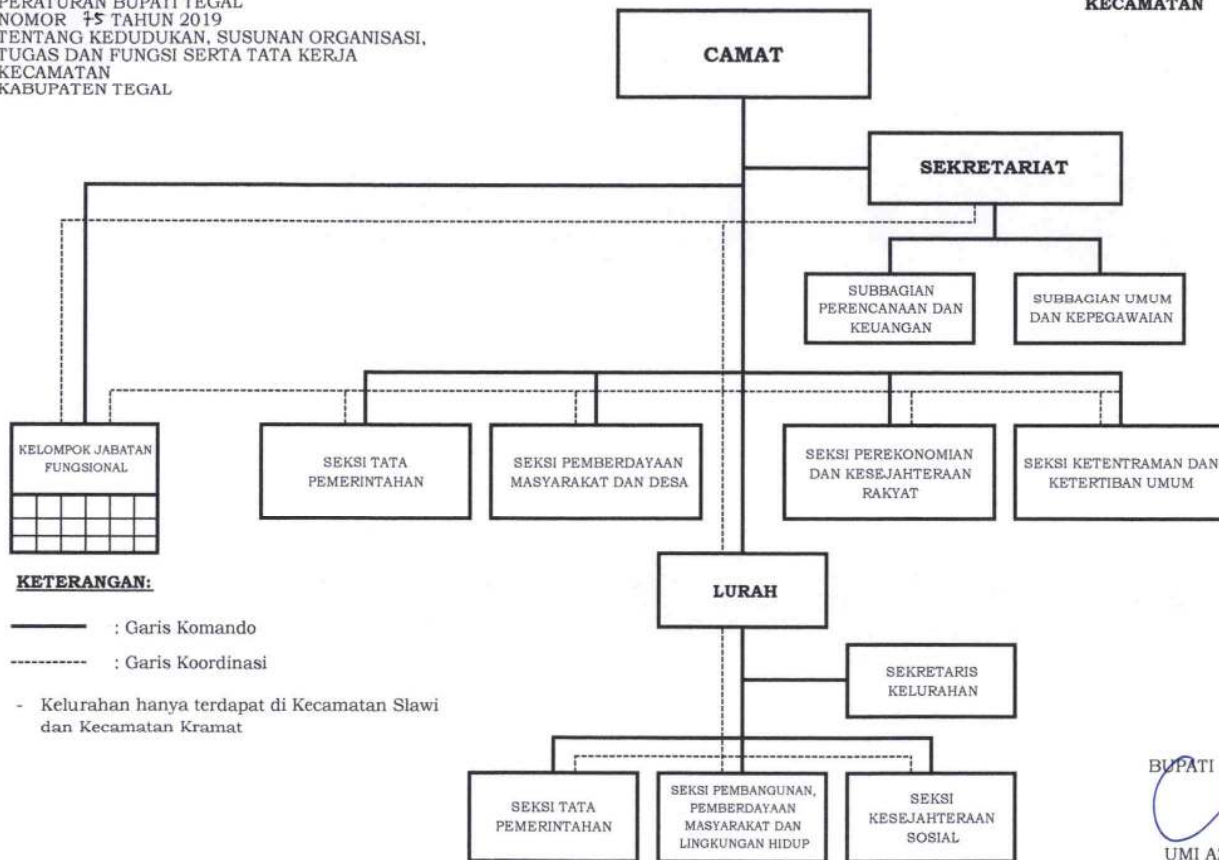 PERATURAN BUPATI TEGAL
NOMOR 75 TAHUN 2019
TENTANG KEDUDUKAN, SUSUNAN ORGANISASI,
TUGAS DAN FUNGSI SERTA TATA KERJA
KECAMATAN
KABUPATEN TEGAL
KECAMATAN
CAMAT
SEKRETARIAT
SUBBAGIAN
PERENCANAAN DAN
KEUANGAN
SUBBAGIAN UMUM
DAN KEPEGAWAIAN
KELOMPOK JABATAN
FUNGSIONAL
SEKSI TATA
PEMERINTAHAN
SEKSI PEMBERDAYAAN
MASYARAKAT DAN DESA
SEKSI PEREKONOMIAN
DAN KESEJAHTERAAN
RAKYAT
SEKSI KETENTRAMAN DAN
KETERTIBAN UMUM
LURAH
KETERANGAN:
: Garis Komando
: Garis Koordinasi
- Kelurahan hanya terdapat di Kecamatan Slawi
dan Kecamatan Kramat
SEKRETARIS
KELURAHAN
SEKSI TATA
PEMERINTAHAN
SEKSI PEMBANGUNAN,
PEMBERDAYAAN
MASYARAKAT DAN
LINGKUNGAN HIDUP
SEKSI
KESEJAHTERAAN
SOSIAL
BUPATI
UMI